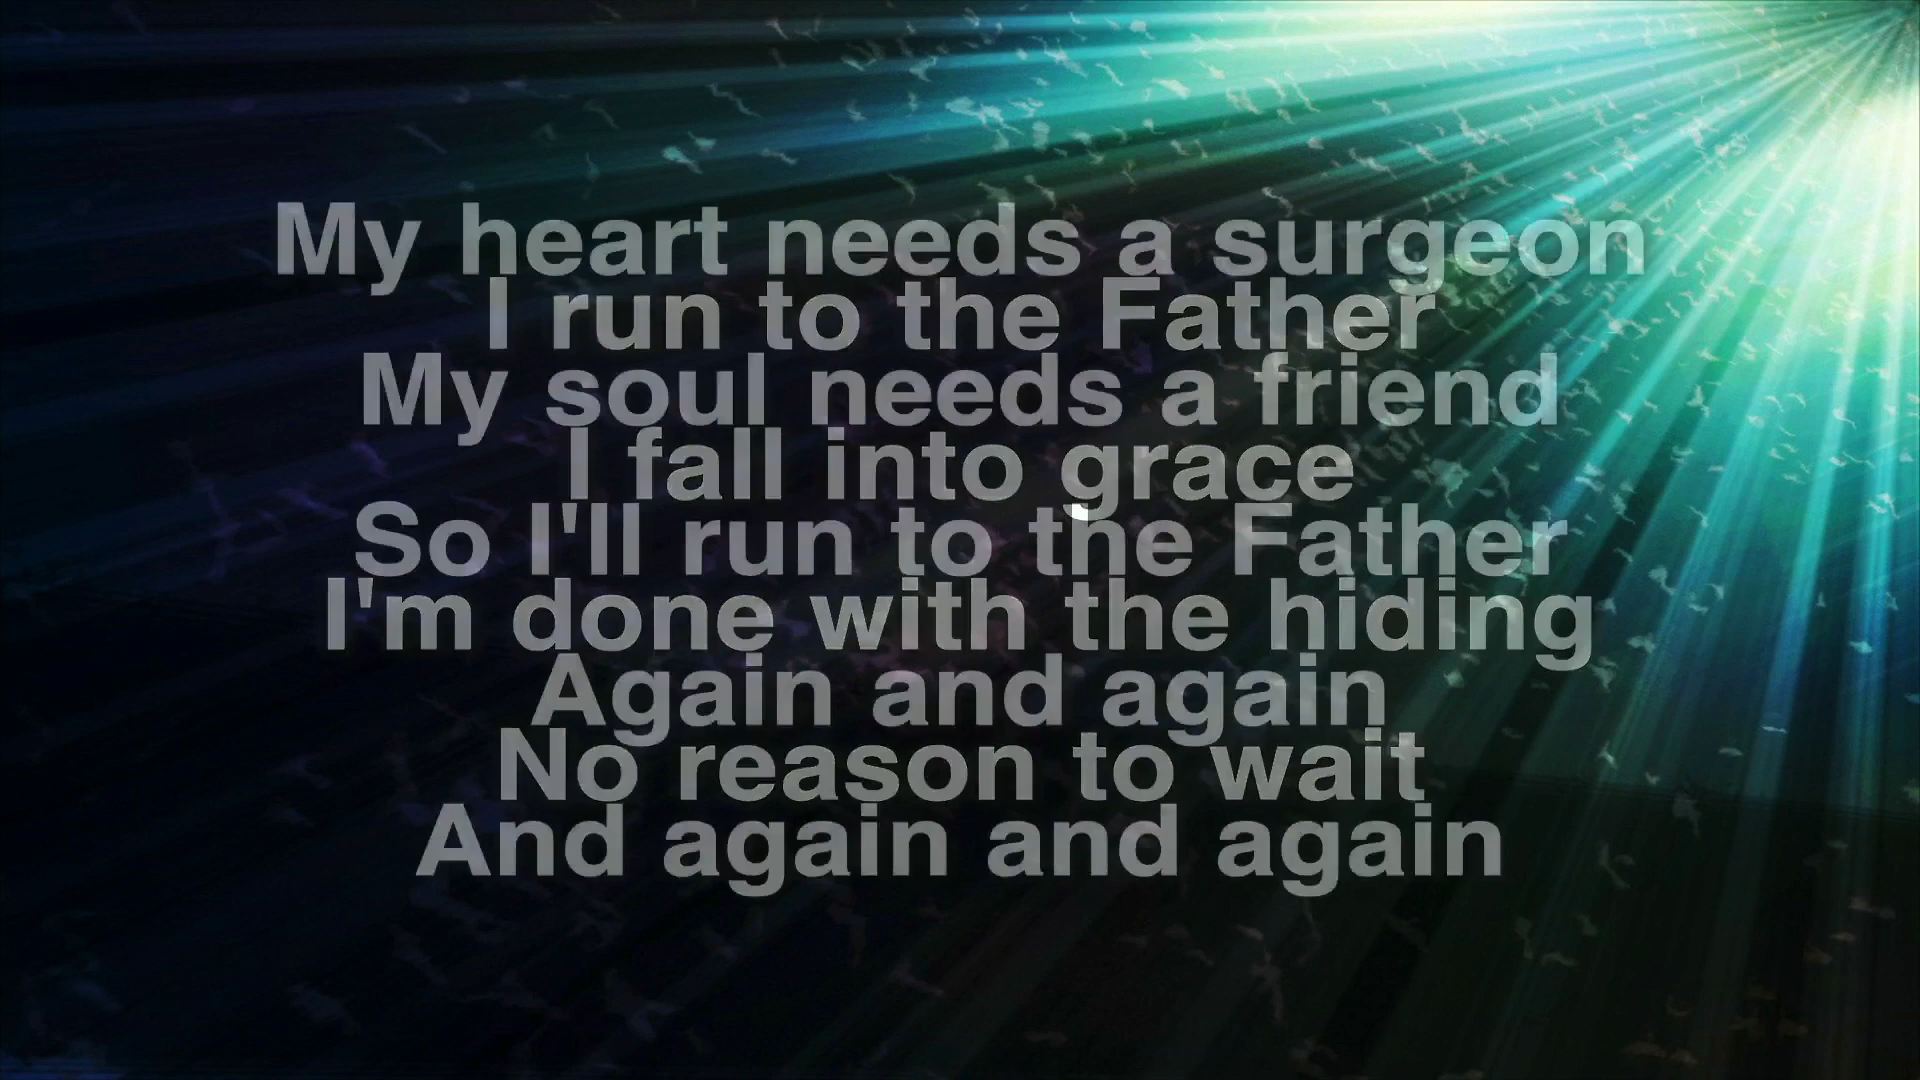 My heart needs a surgeon
I run to the Father
My soul needs a friend
I fall into grace
So I'll run to the Father
I'm done with the hiding
Again and again
No reason to wait
And again and again